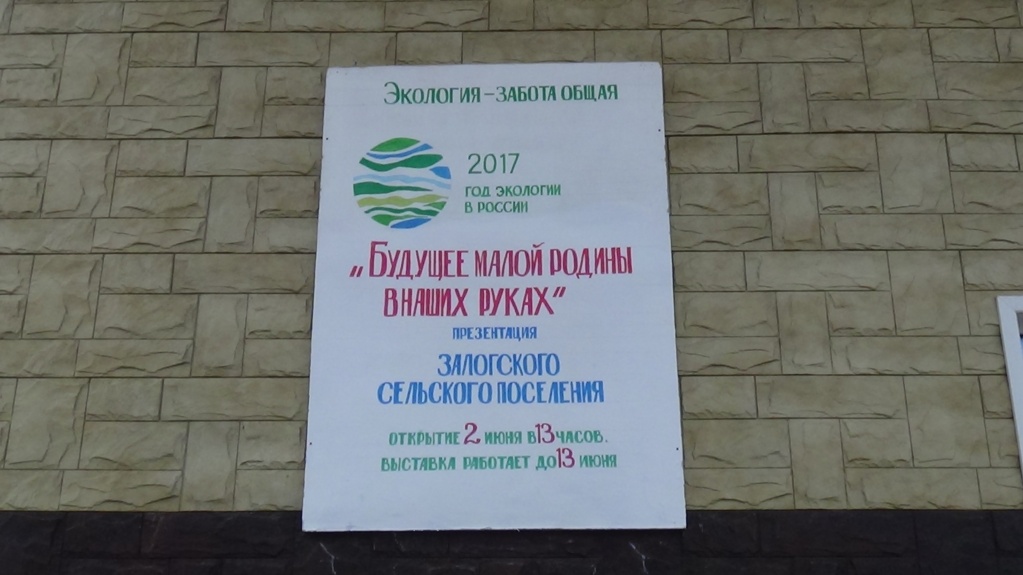 Экология – забота общая
2017
год экологии
в России
„Будущее малой родины
в наших руках”
презентация
Залогского
сельского поселения
открытие 2 июня в 13 часов.
выставка работает до 13 июня